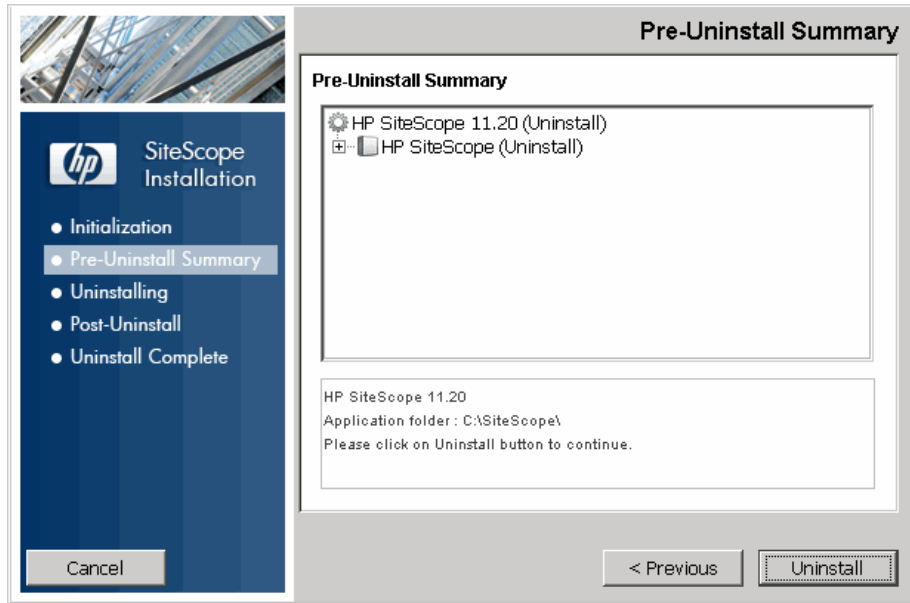 Pre-Uninstall Summary
hp
SiteScope
Installation
Initialization
Pre-Uninstall Summary
Uninstalling
Post-Uninstall
Uninstall Complete
Pre-Uninstall Summary
HP SiteScope 11.20 (Uninstall)
HP SiteScope (Uninstall)
HP SiteScope 11.20
Application folder : C:\SiteScope\
Please click on Uninstall button to continue.
Cancel
< Previous
Uninstall